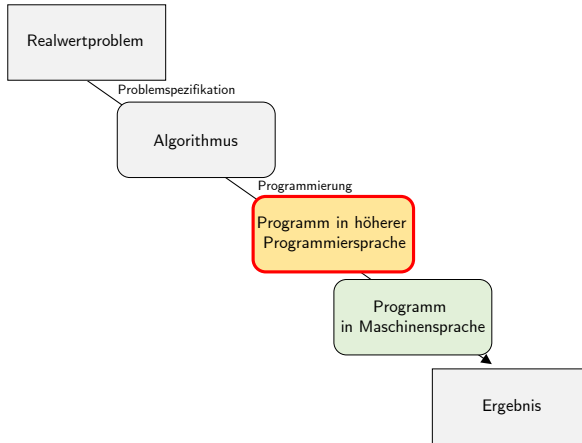 Realwertproblem
Problemspezifikation
Algorithmus
Programmierung
Programm in höherer
Programmiersprache
Programm
in Maschinensprache
Ergebnis